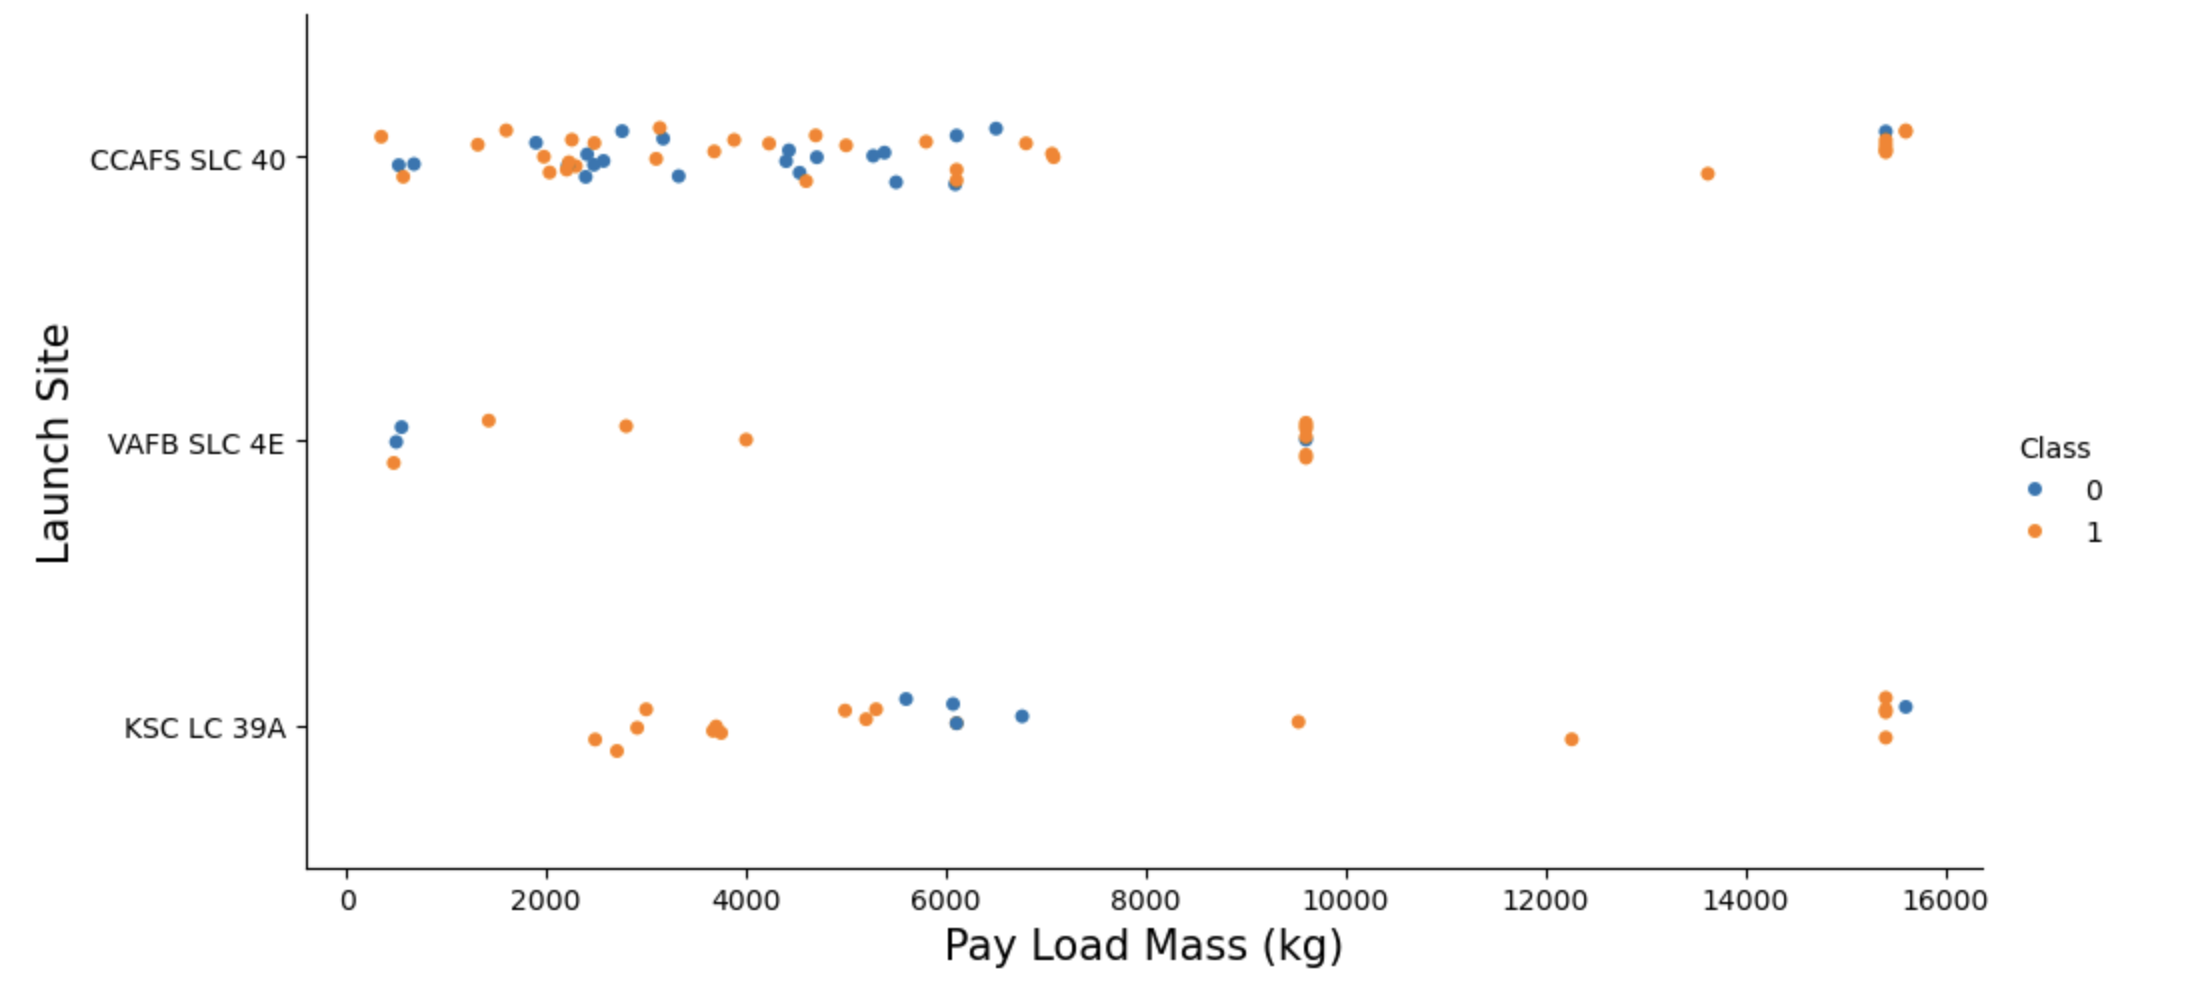 Launch Site
CCAFS SLC 40
VAFB SLC 4E
KSC LC 39A
0 2000 4000 6000 8000 10000 12000 14000 16000
Pay Load Mass (kg)
Class
0
1